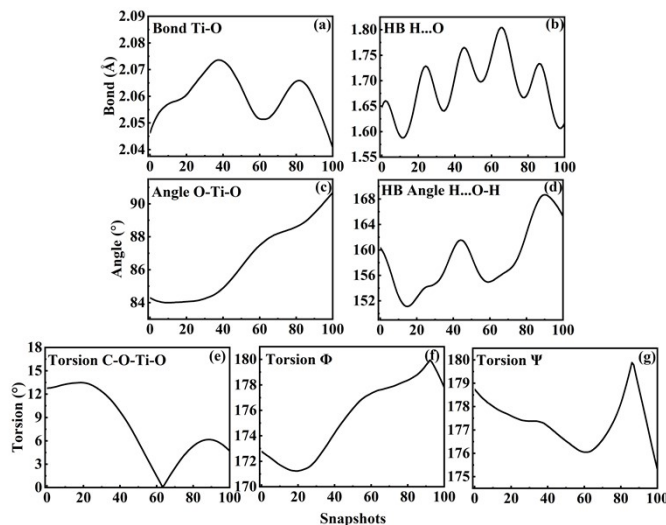 Bond Ti-O (a)
2.09
2.08
2.07
2.06
2.05
2.04
0 20 40 60 80 100
Bond (Å)
HB H...O (b)
1.80
1.75
1.70
1.65
1.60
1.55
0 20 40 60 80 100
Angle O-Ti-O (c)
90
88
86
84
0 20 40 60 80 100
Angle (°)
HB Angle H...O-H (d)
168
164
160
156
152
0 20 40 60 80 100
Torsion C-O-Ti-O (e)
18
15
12
9
6
3
0
0 20 40 60 80 100
Torsion (°)
Torsion Φ (f)
180
178
176
174
172
170
0 20 40 60 80 100
Torsion Ψ (g)
180
179
178
177
176
175
0 20 40 60 80 100
Snapshots